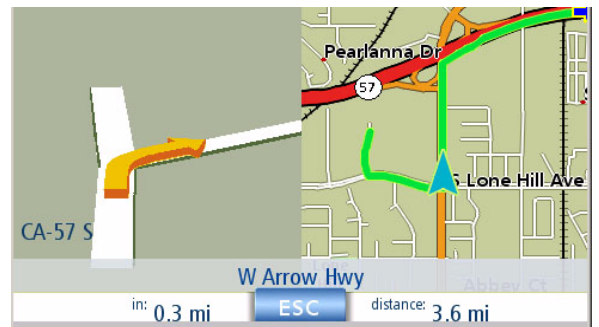 Pearlanna Dr
57
S Lone Hill Ave
CA-57 S
Lone
Abbey Ct
W Arrow Hwy
in: 0.3 mi
ESC
distance: 3.6 mi